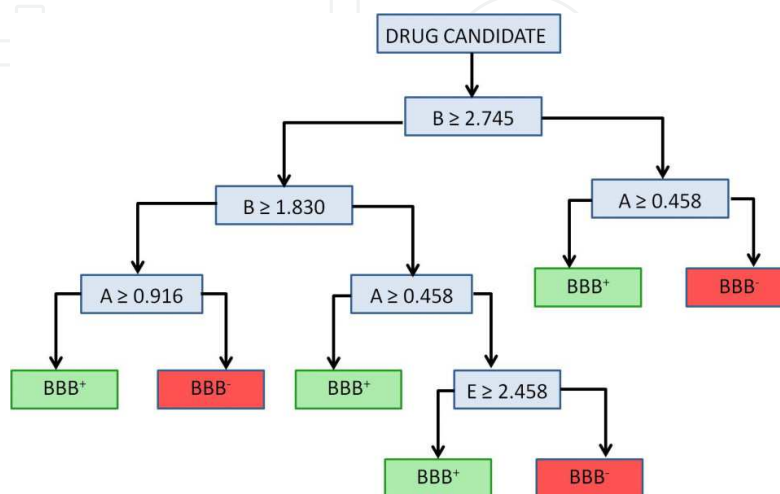 DRUG CANDIDATE
B ≥ 2.745
B ≥ 1.830
A ≥ 0.458
A ≥ 0.916
A ≥ 0.458
BBB⁺
BBB⁻
BBB⁺
BBB⁻
BBB⁺
E ≥ 2.458
BBB⁺
BBB⁻